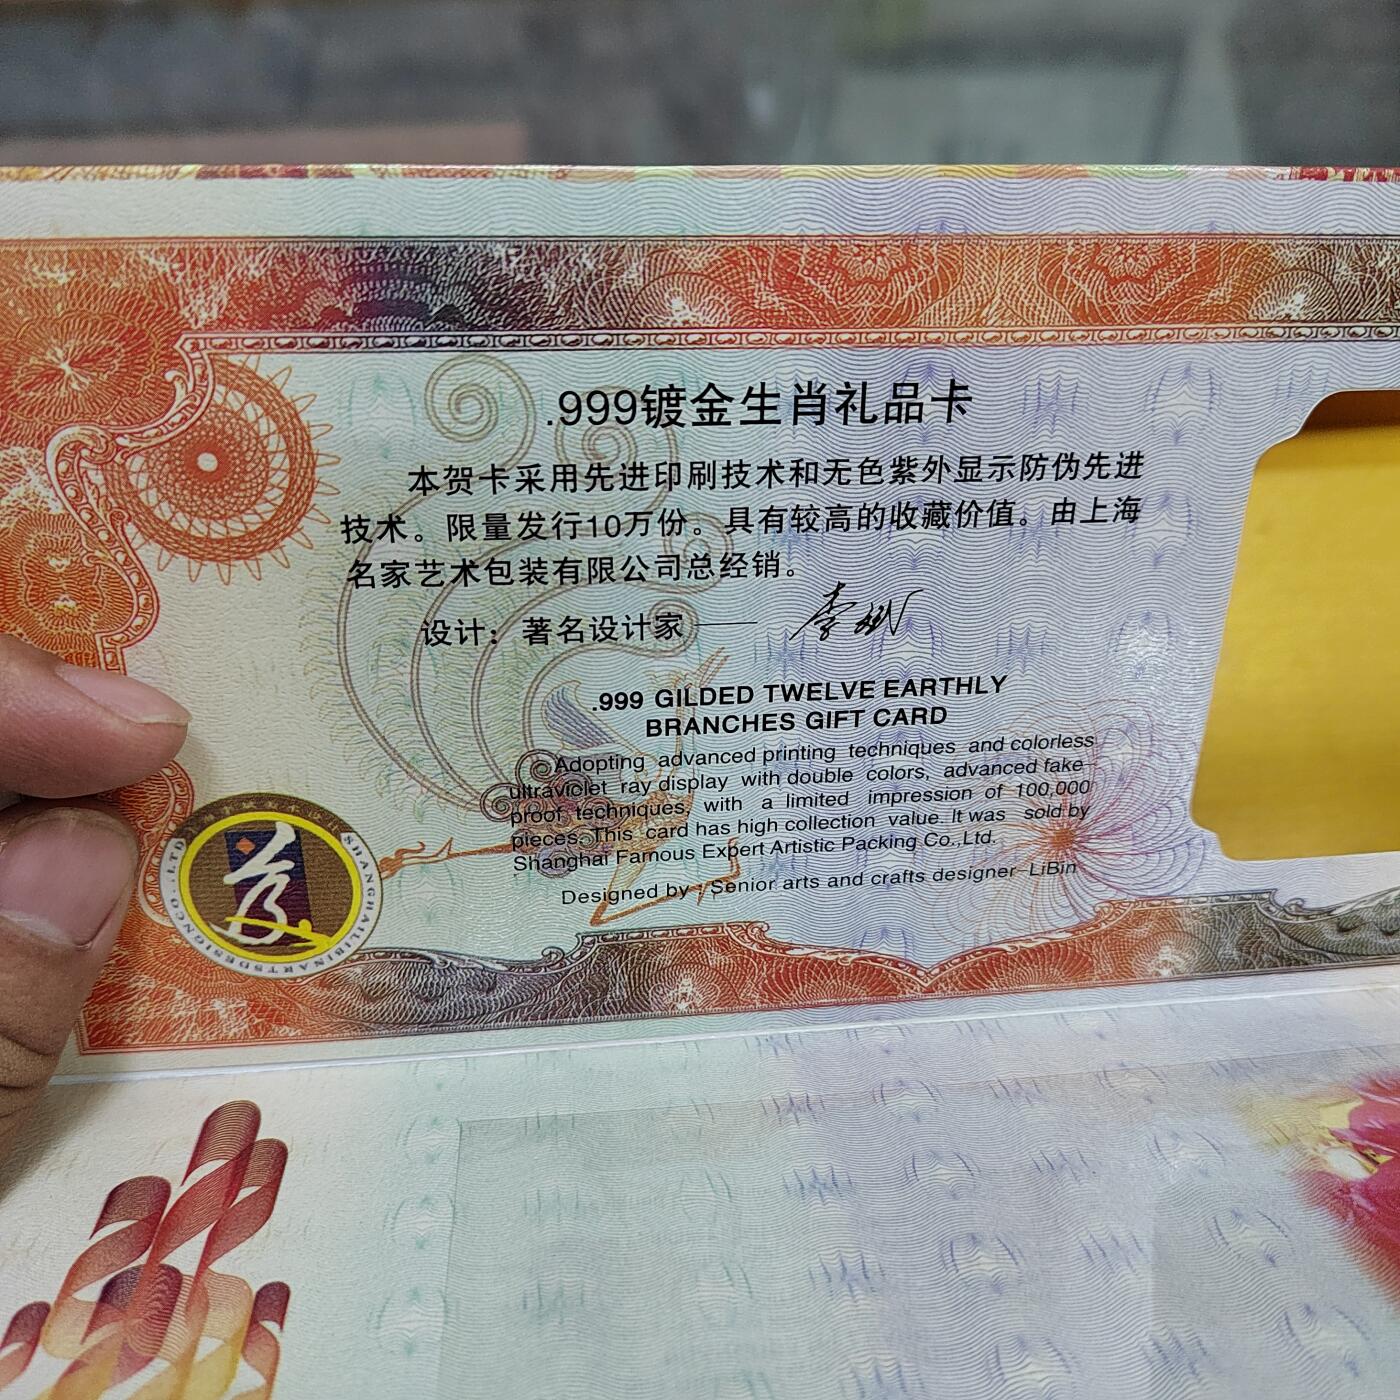 .999镀金生肖礼品卡
本贺卡采用先进印刷技术和无色紫外显示防伪先进
技术。限量发行10万份。具有较高的收藏价值。由上海
名家艺术包装有限公司总经销。
设计：著名设计家——李斌
.999 GILDED TWELVE EARTHLY
BRANCHES GIFT CARD
Adopting advanced printing techniques and colorless
ultraviolet ray display with double colors, advanced fake-
proof techniques, with a limited impression of 100,000
pieces. This card has high collection value. It was sold by
Shanghai Famous Expert Artistic Packing Co.,Ltd.
Designed by : Senior arts and crafts designer-LiBin
SHANGHAILIBINARTSDESIGNCO.,LTD